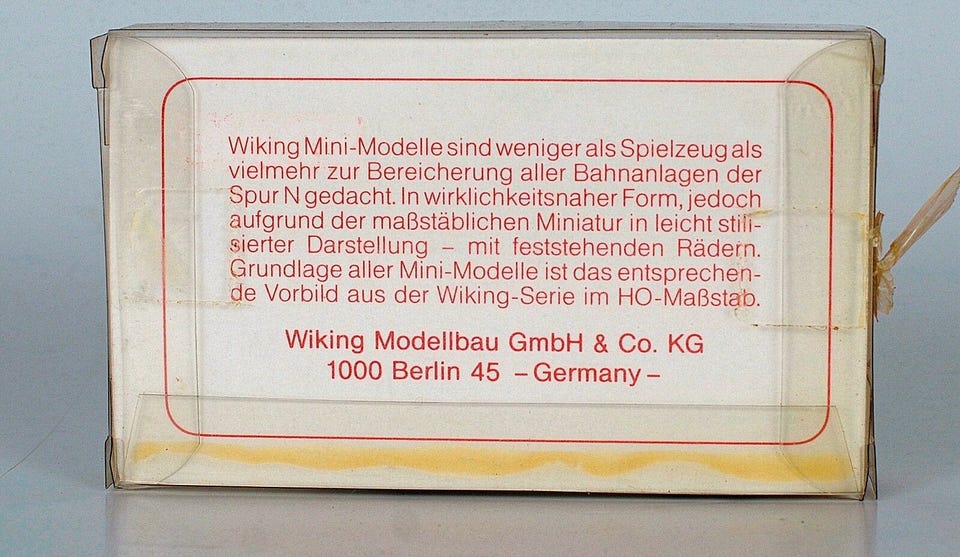 Wiking Mini-Modelle sind weniger als Spielzeug als
vielmehr zur Bereicherung aller Bahnanlagen der
Spur N gedacht. In wirklichkeitsnaher Form, jedoch
aufgrund der maßstäblichen Miniatur in leicht stili-
sierter Darstellung – mit feststehenden Rädern.
Grundlage aller Mini-Modelle ist das entsprechen-
de Vorbild aus der Wiking-Serie im HO-Maßstab.
Wiking Modellbau GmbH & Co. KG
1000 Berlin 45 – Germany –